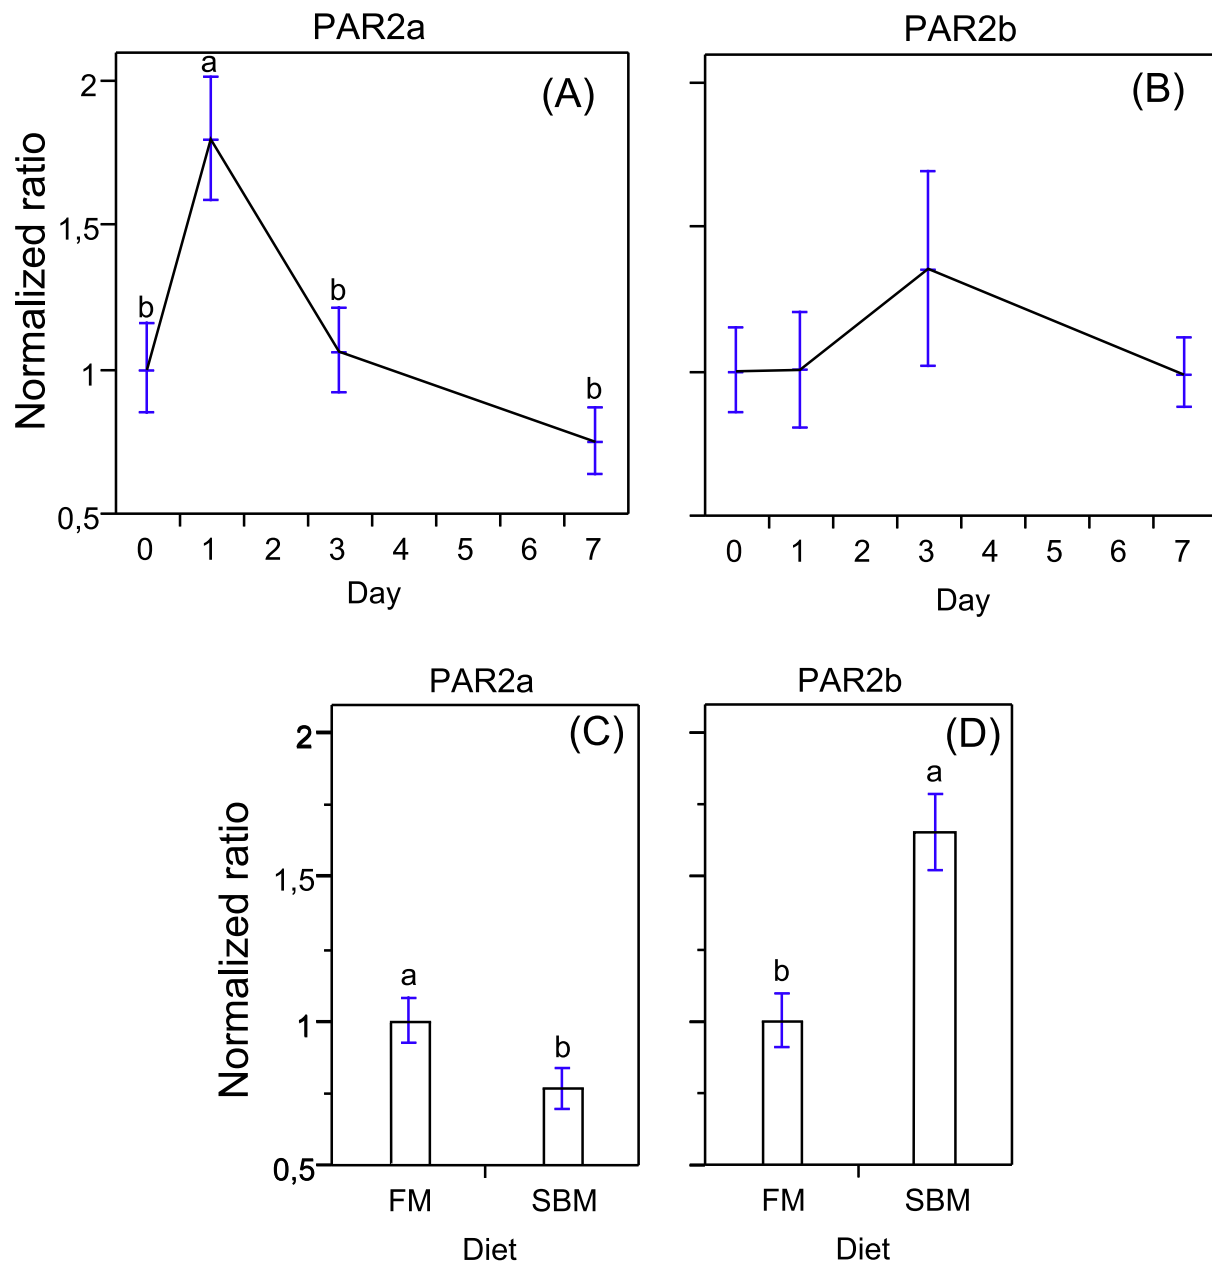 PAR2a
PAR2b
(A)
(B)
a
b
b
b
2
1,5
1
0,5
Normalized ratio
0 1 2 3 4 5 6 7
0 1 2 3 4 5 6 7
Day
Day
PAR2a
PAR2b
(C)
(D)
2
1,5
1
0,5
Normalized ratio
a
b
b
a
FM SBM
FM SBM
Diet
Diet